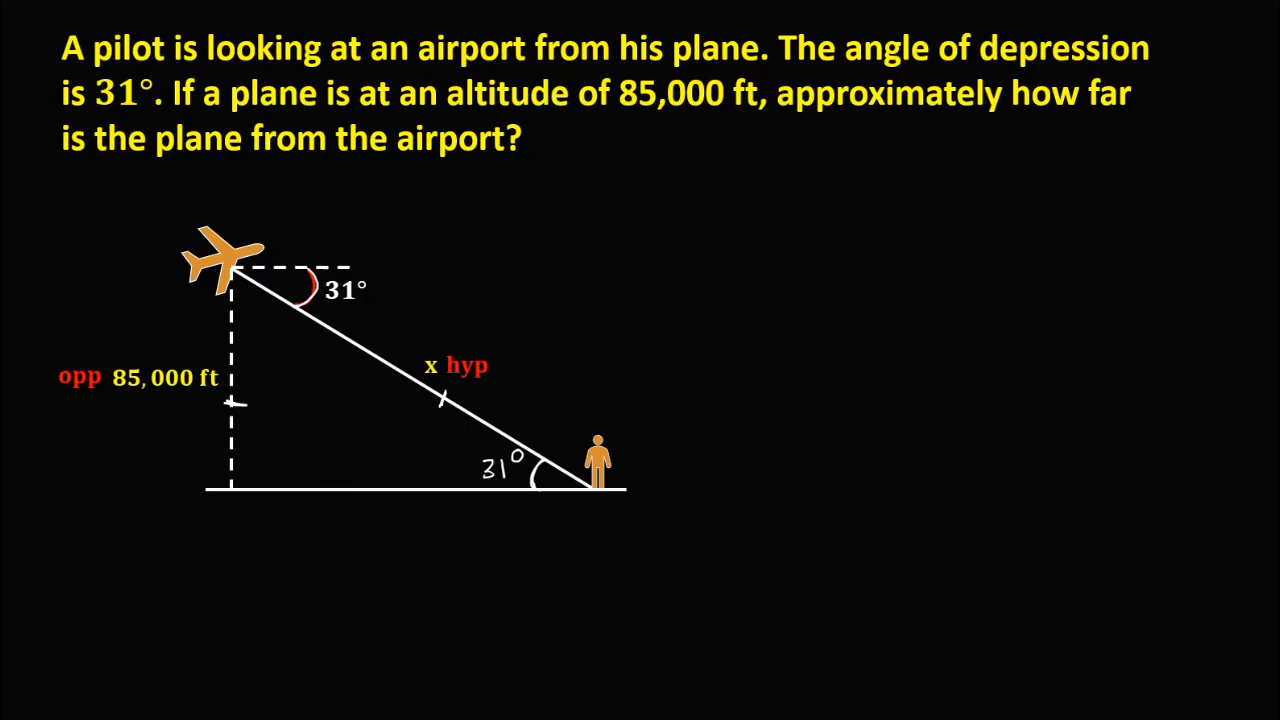 A pilot is looking at an airport from his plane. The angle of depression
is 31°. If a plane is at an altitude of 85,000 ft, approximately how far
is the plane from the airport?
31°
x hyp
opp 85,000 ft
31°